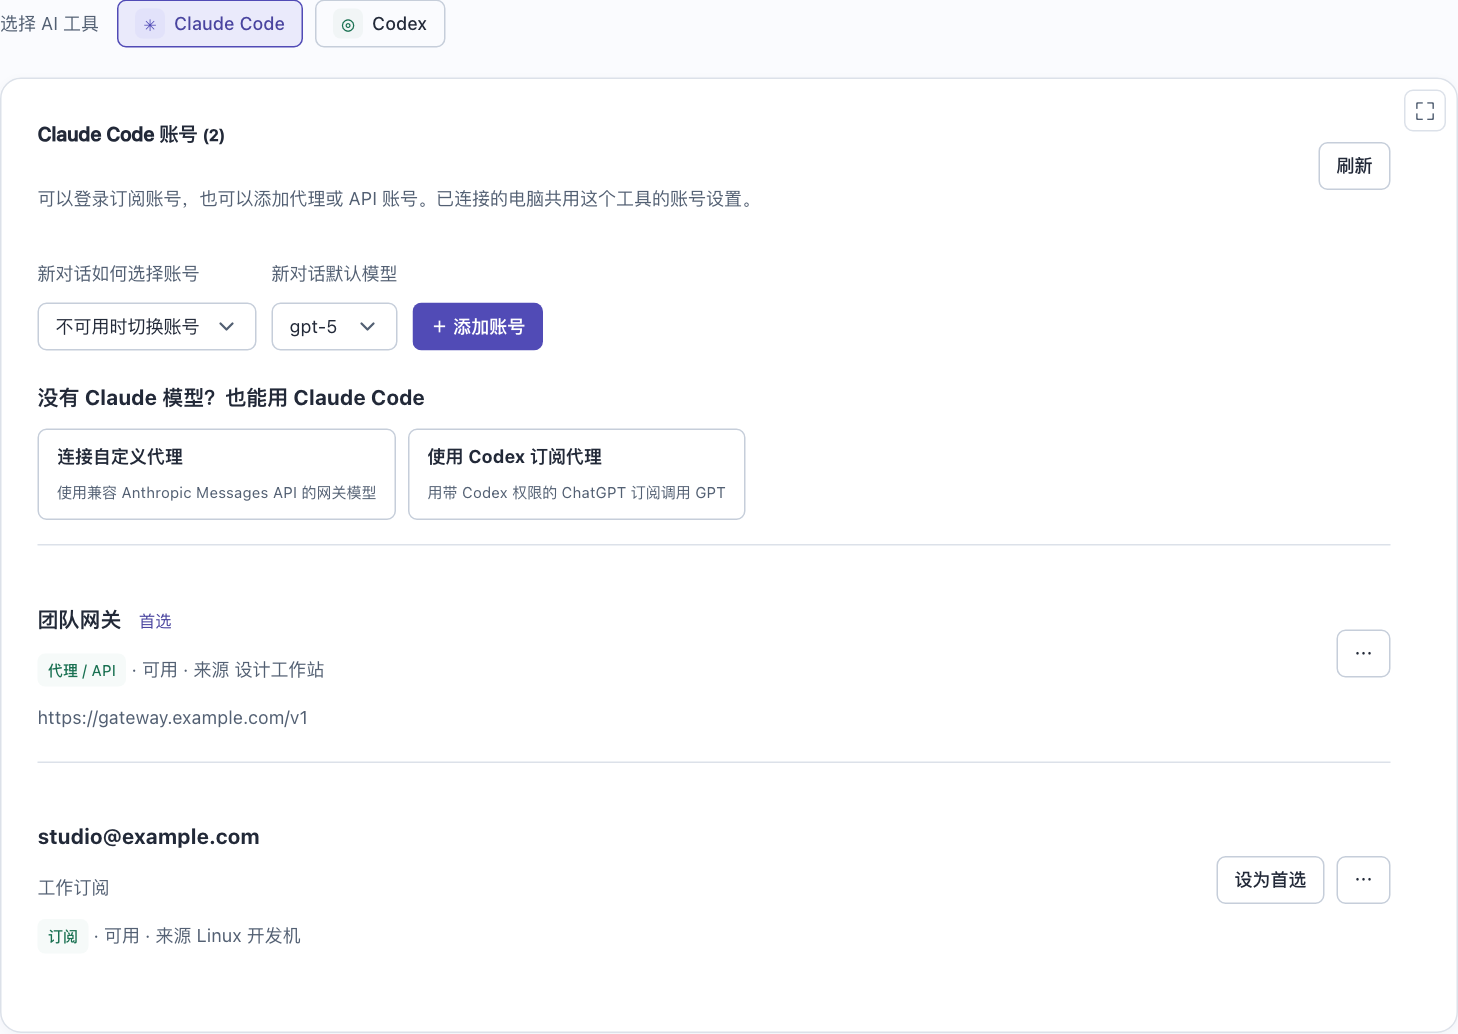 选择 AI 工具
Claude Code
Codex
Claude Code 账号 (2)
刷新
可以登录订阅账号，也可以添加代理或 API 账号。已连接的电脑共用这个工具的账号设置。
新对话如何选择账号
新对话默认模型
不可用时切换账号
gpt-5
+ 添加账号
没有 Claude 模型？也能用 Claude Code
连接自定义代理
使用兼容 Anthropic Messages API 的网关模型
使用 Codex 订阅代理
用带 Codex 权限的 ChatGPT 订阅调用 GPT
团队网关 首选
代理 / API · 可用 · 来源 设计工作站
https://gateway.example.com/v1
studio@example.com
工作订阅
设为首选
订阅 · 可用 · 来源 Linux 开发机